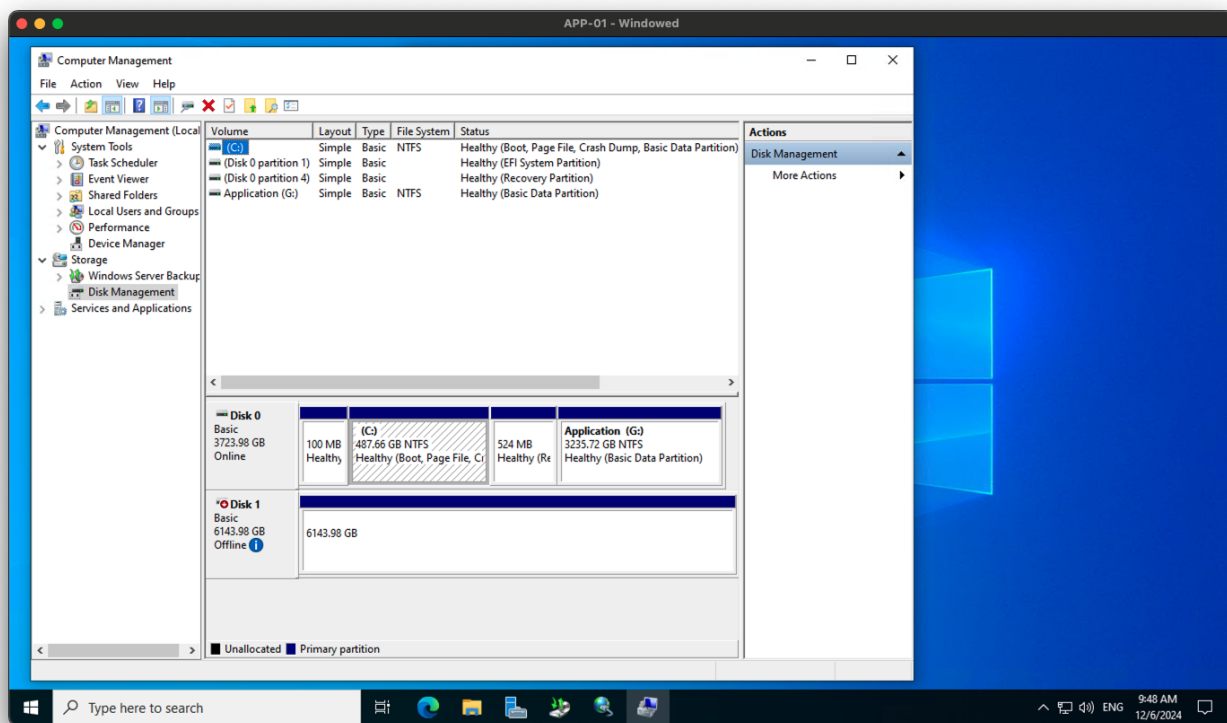 APP-01 - Windowed
Computer Management
File Action View Help
Computer Management (Local
System Tools
Task Scheduler
Event Viewer
Shared Folders
Local Users and Groups
Performance
Device Manager
Storage
Windows Server Backup
Disk Management
Services and Applications
Volume Layout Type File System Status
(C:) Simple Basic NTFS Healthy (Boot, Page File, Crash Dump, Basic Data Partition)
(Disk 0 partition 1) Simple Basic Healthy (EFI System Partition)
(Disk 0 partition 4) Simple Basic Healthy (Recovery Partition)
Application (G:) Simple Basic NTFS Healthy (Basic Data Partition)
Actions
Disk Management
More Actions
Disk 0
Basic
3723.98 GB
Online
100 MB
Healthy
(C:)
487.66 GB NTFS
Healthy (Boot, Page File, Cr
524 MB
Healthy (Re
Application (G:)
3235.72 GB NTFS
Healthy (Basic Data Partition)
Disk 1
Basic
6143.98 GB
Offline
6143.98 GB
Unallocated Primary partition
Type here to search
ENG
9:48 AM
12/6/2024